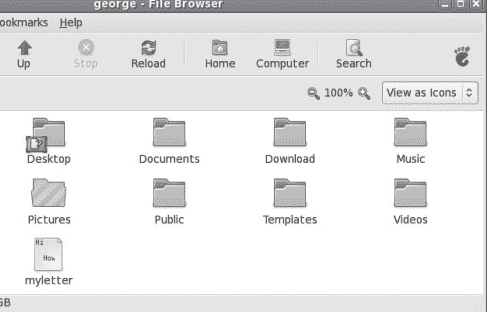 george - File Browser
ookmarks Help
Up Stop Reload Home Computer Search
100% View as Icons
Desktop Documents Download Music
Pictures Public Templates Videos
Hi
How
myletter
GB